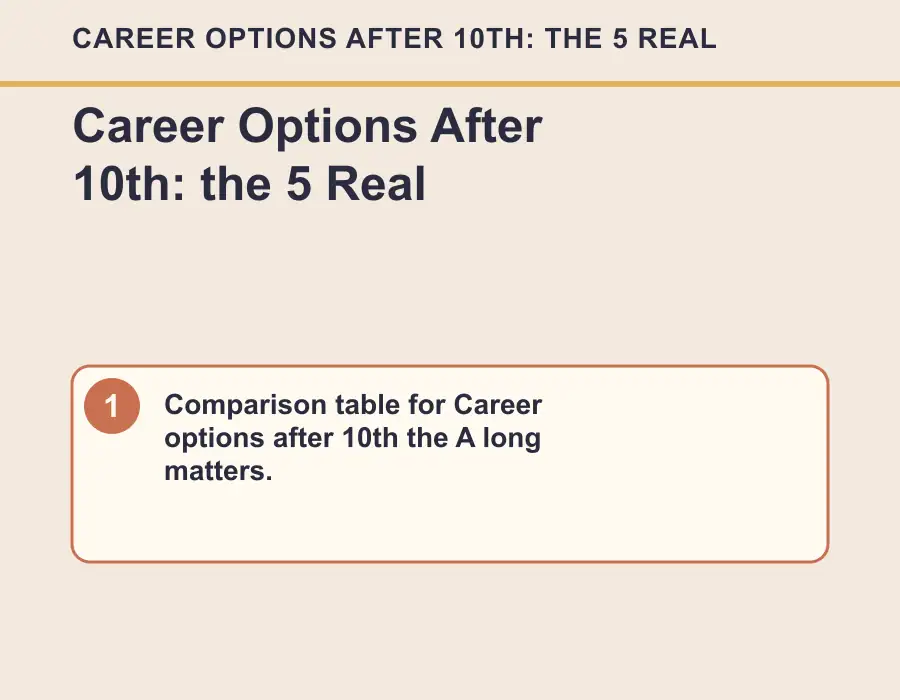 CAREER OPTIONS AFTER 10TH: THE 5 REAL
Career Options After
10th: the 5 Real
1
Comparison table for Career
options after 10th the A long
matters.